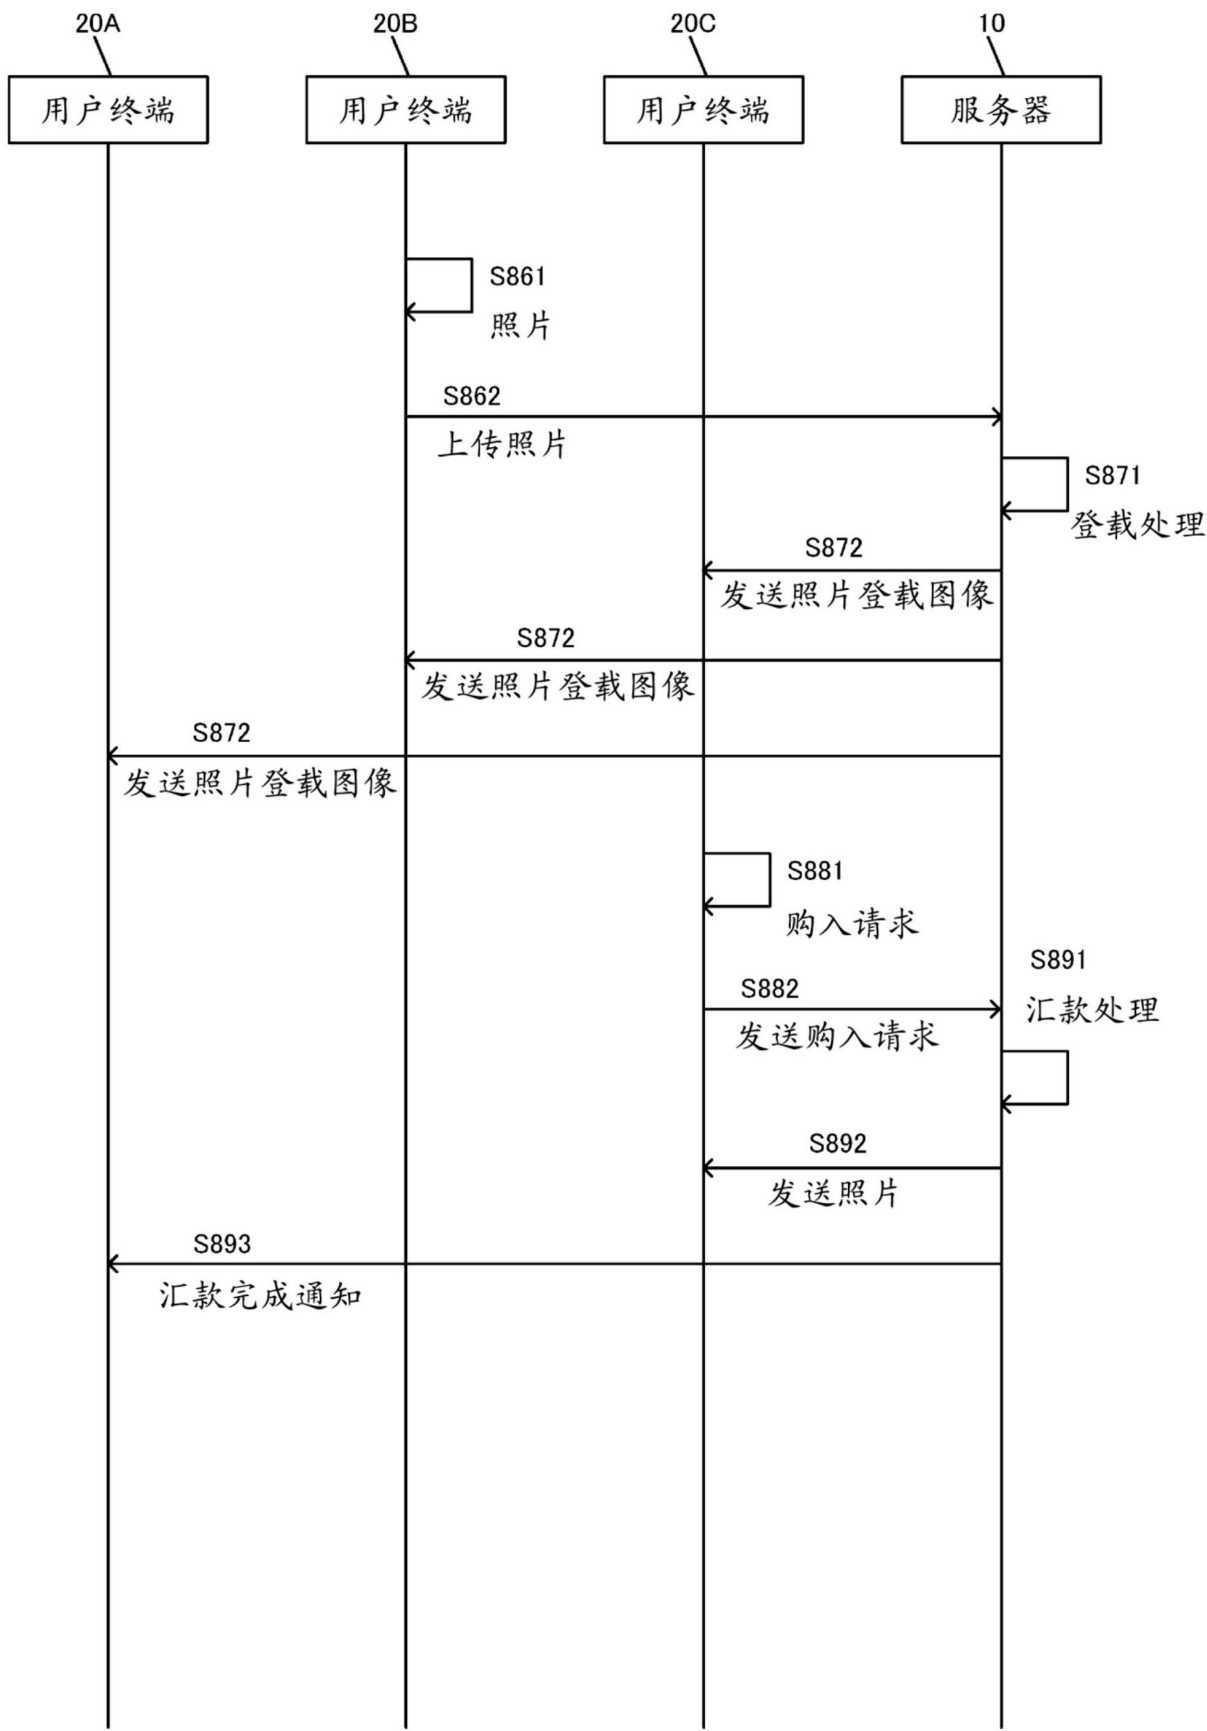 20A
20B
20C
10
用户终端
用户终端
用户终端
服务器
S861
照片
S862
上传照片
S871
登载处理
S872
发送照片登载图像
S872
发送照片登载图像
S872
发送照片登载图像
S881
购入请求
S891
汇款处理
S882
发送购入请求
S892
发送照片
S893
汇款完成通知